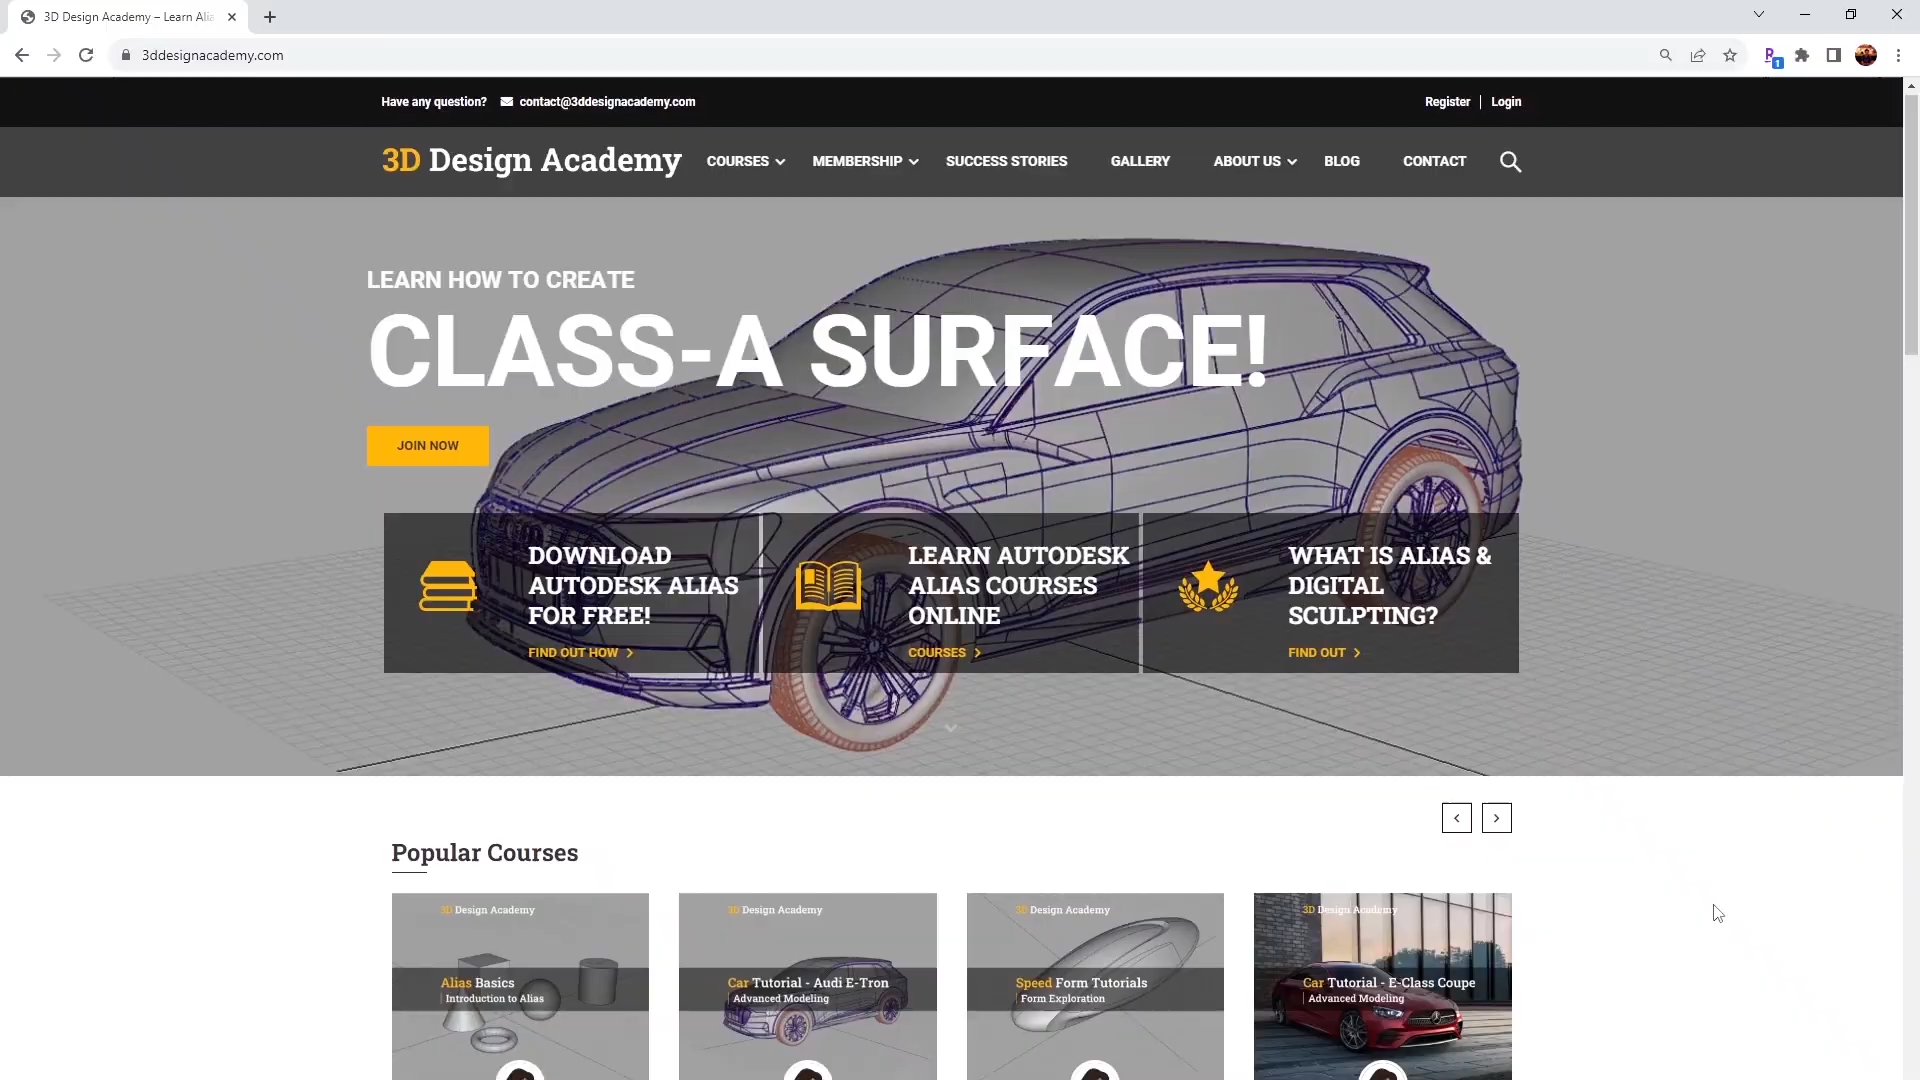 3D Design Academy – Learn Alia
3ddesignacademy.com
1
Have any question? contact@3ddesignacademy.com
Register | Login
3D Design Academy
COURSES
MEMBERSHIP
SUCCESS STORIES
GALLERY
ABOUT US
BLOG
CONTACT
LEARN HOW TO CREATE
CLASS-A SURFACE!
JOIN NOW
DOWNLOAD
AUTODESK ALIAS
FOR FREE!
FIND OUT HOW >
LEARN AUTODESK
ALIAS COURSES
ONLINE
COURSES >
WHAT IS ALIAS &
DIGITAL
SCULPTING?
FIND OUT >
Popular Courses
3D Design Academy
Alias Basics
Introduction to Alias
3D Design Academy
Car Tutorial - Audi E-Tron
Advanced Modeling
3D Design Academy
Speed Form Tutorials
Form Exploration
3D Design Academy
Car Tutorial - E-Class Coupe
Advanced Modeling